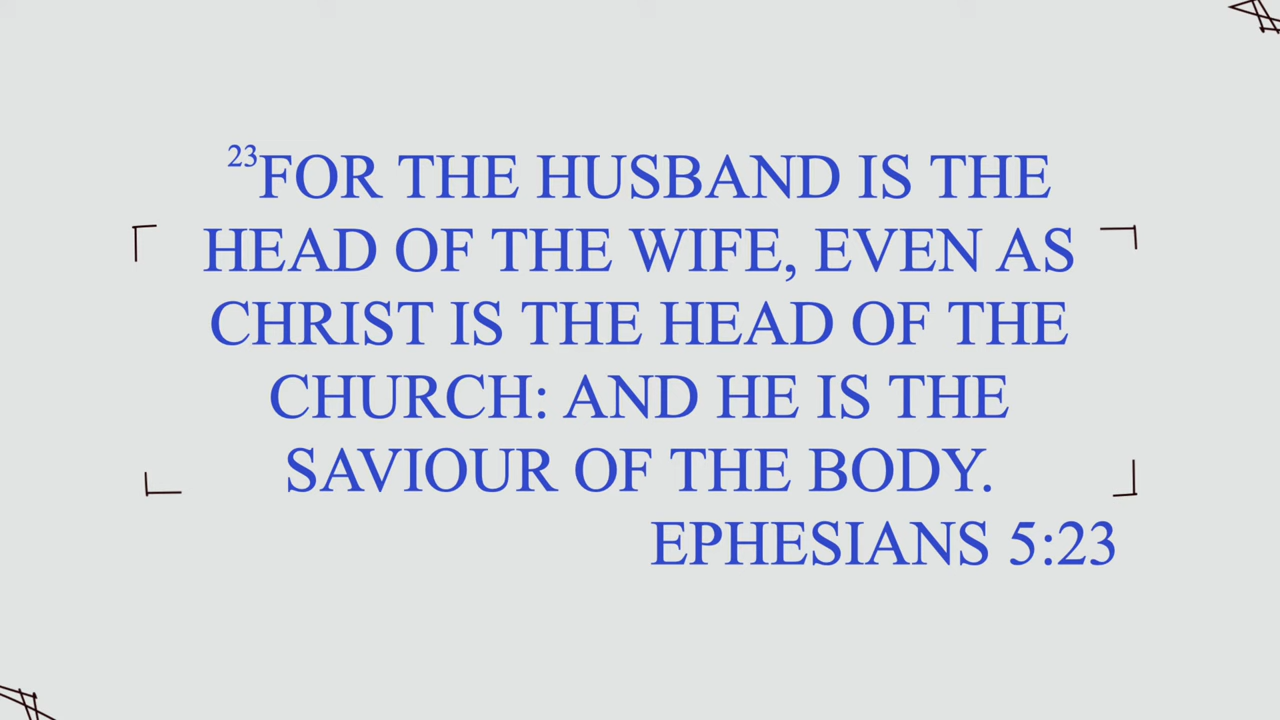 23FOR THE HUSBAND IS THE
HEAD OF THE WIFE, EVEN AS
CHRIST IS THE HEAD OF THE
CHURCH: AND HE IS THE
SAVIOUR OF THE BODY.
EPHESIANS 5:23